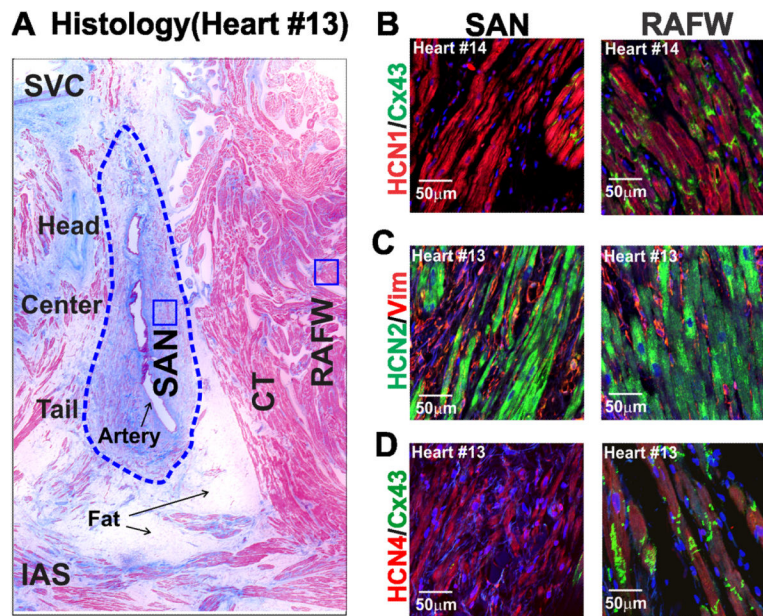 A Histology(Heart #13)
SVC
Head
Center
Tail
SAN
Artery
Fat
IAS
CT
RAFW
SAN
RAFW
B
HCN1/Cx43
Heart #14
50μm
Heart #14
50μm
C
HCN2/Vim
Heart #13
50μm
Heart #13
50μm
D
HCN4/Cx43
Heart #13
50μm
Heart #13
50μm